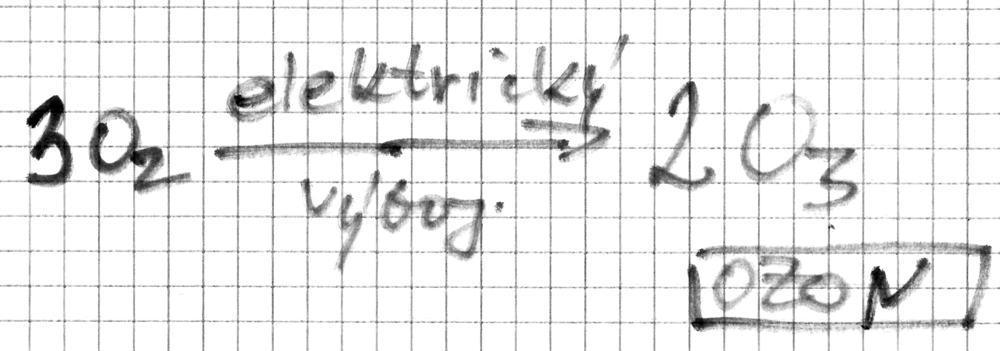 elektrický
3O₂ → 2O₃
výboj.
OZON